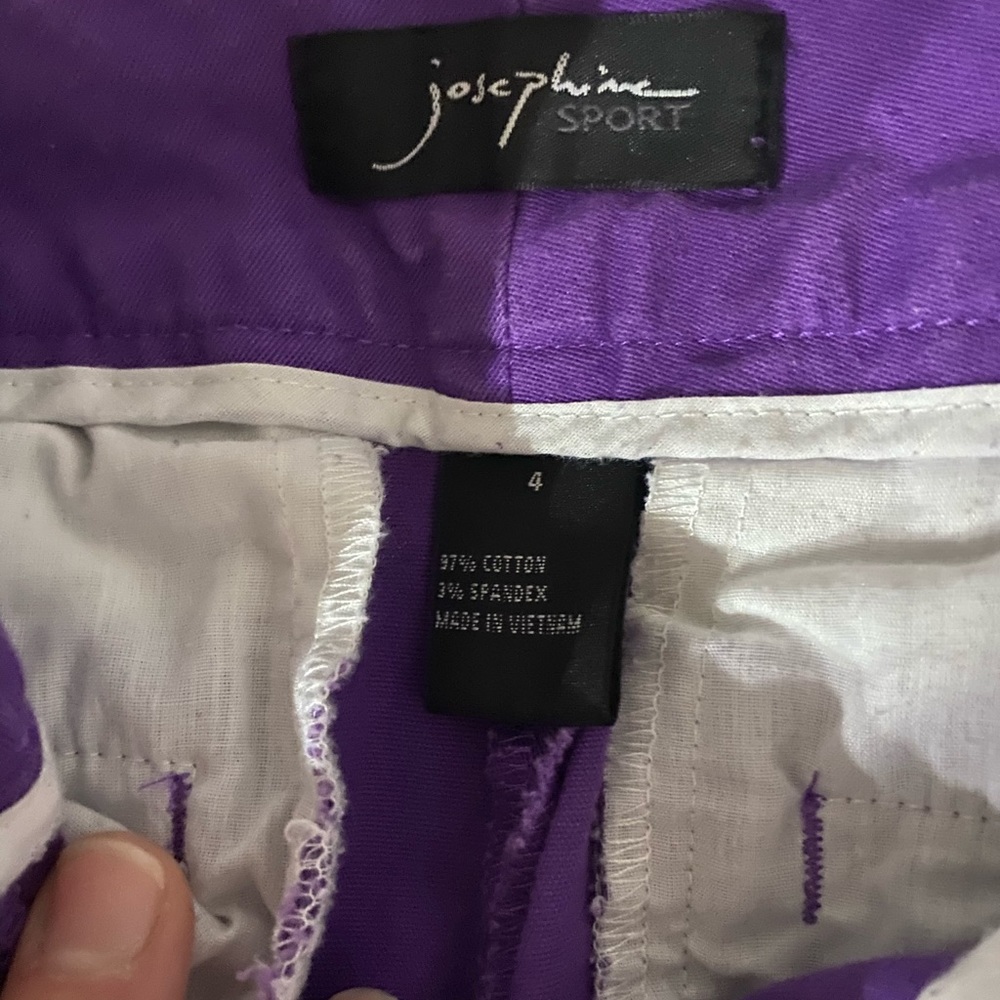 josephine
SPORT
4
97% COTTON
3% SPANDEX
MADE IN VIETNAM